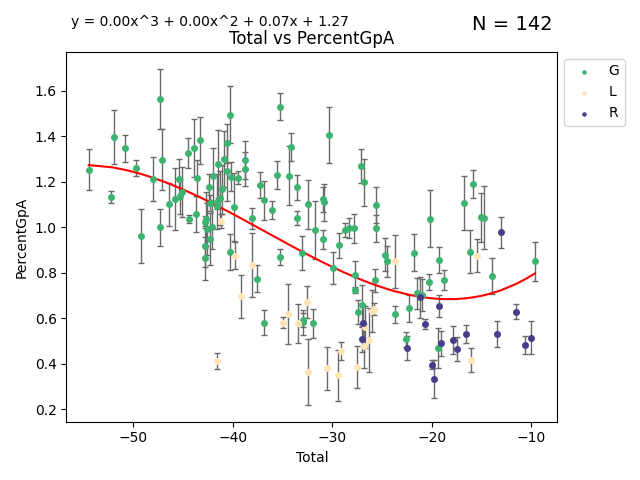 y = 0.00x^3 + 0.00x^2 + 0.07x + 1.27
N = 142
Total vs PercentGpA
G
L
R
PercentGpA
1.6
1.4
1.2
1.0
0.8
0.6
0.4
0.2
−50 −40 −30 −20 −10
Total